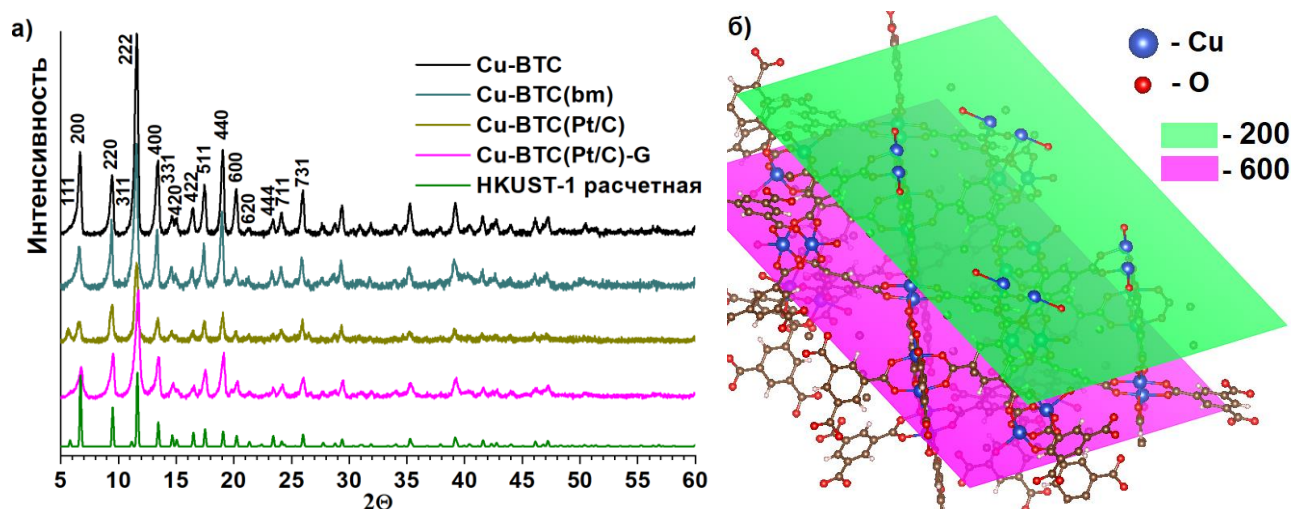 а)
Интенсивность
111
200
220
311
222
400
331
420
422
511
440
600
620
444
711
731
Cu-BTC
Cu-BTC(bm)
Cu-BTC(Pt/C)
Cu-BTC(Pt/C)-G
HKUST-1 расчетная
5 10 15 20 25 30 35 40 45 50 55 60
2Θ
б)
- Cu
- O
- 200
- 600